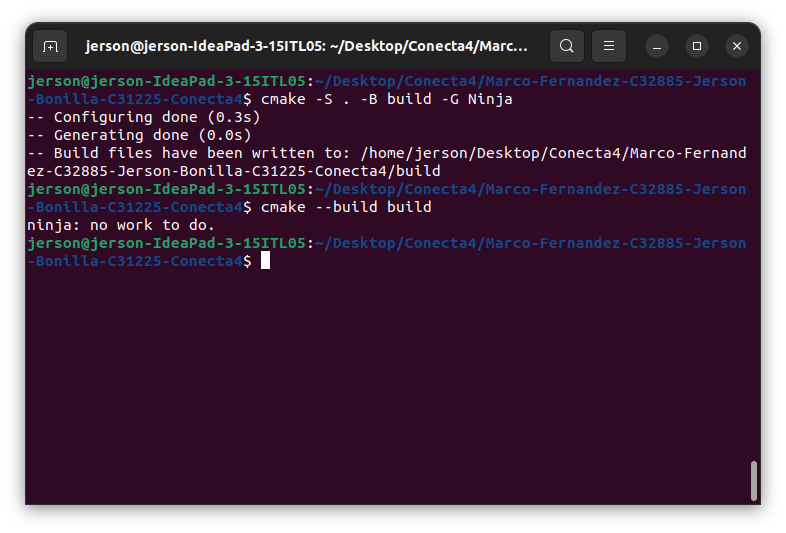 jerson@jerson-IdeaPad-3-15ITL05: ~/Desktop/Conecta4/Marc...
jerson@jerson-IdeaPad-3-15ITL05:~/Desktop/Conecta4/Marco-Fernandez-C32885-Jerson
-Bonilla-C31225-Conecta4$ cmake -S . -B build -G Ninja
-- Configuring done (0.3s)
-- Generating done (0.0s)
-- Build files have been written to: /home/jerson/Desktop/Conecta4/Marco-Fernand
ez-C32885-Jerson-Bonilla-C31225-Conecta4/build
jerson@jerson-IdeaPad-3-15ITL05:~/Desktop/Conecta4/Marco-Fernandez-C32885-Jerson
-Bonilla-C31225-Conecta4$ cmake --build build
ninja: no work to do.
jerson@jerson-IdeaPad-3-15ITL05:~/Desktop/Conecta4/Marco-Fernandez-C32885-Jerson
-Bonilla-C31225-Conecta4$